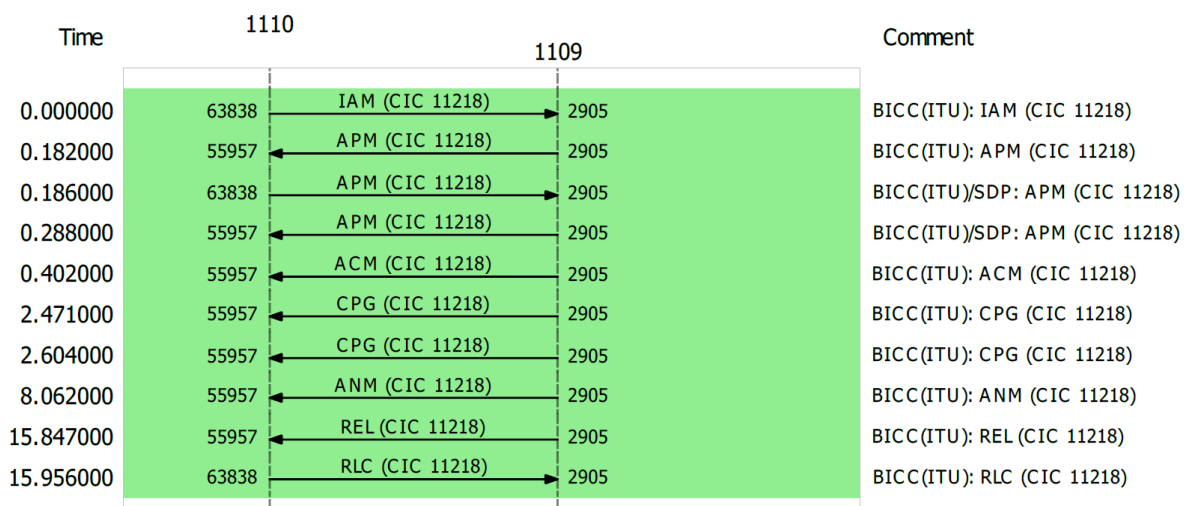 1110
Time
Comment
1109
0.000000 63838 IAM (CIC 11218) 2905 BICC(ITU): IAM (CIC 11218)
0.182000 55957 APM (CIC 11218) 2905 BICC(ITU): APM (CIC 11218)
0.186000 63838 APM (CIC 11218) 2905 BICC(ITU)/SDP: APM (CIC 11218)
0.288000 55957 APM (CIC 11218) 2905 BICC(ITU)/SDP: APM (CIC 11218)
0.402000 55957 ACM (CIC 11218) 2905 BICC(ITU): ACM (CIC 11218)
2.471000 55957 CPG (CIC 11218) 2905 BICC(ITU): CPG (CIC 11218)
2.604000 55957 CPG (CIC 11218) 2905 BICC(ITU): CPG (CIC 11218)
8.062000 55957 ANM (CIC 11218) 2905 BICC(ITU): ANM (CIC 11218)
15.847000 55957 REL (CIC 11218) 2905 BICC(ITU): REL (CIC 11218)
15.956000 63838 RLC (CIC 11218) 2905 BICC(ITU): RLC (CIC 11218)